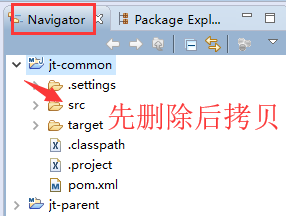 Navigator Package Expl...
jt-common
.settings
src
target
.classpath
.project
pom.xml
jt-parent
先删除后拷贝